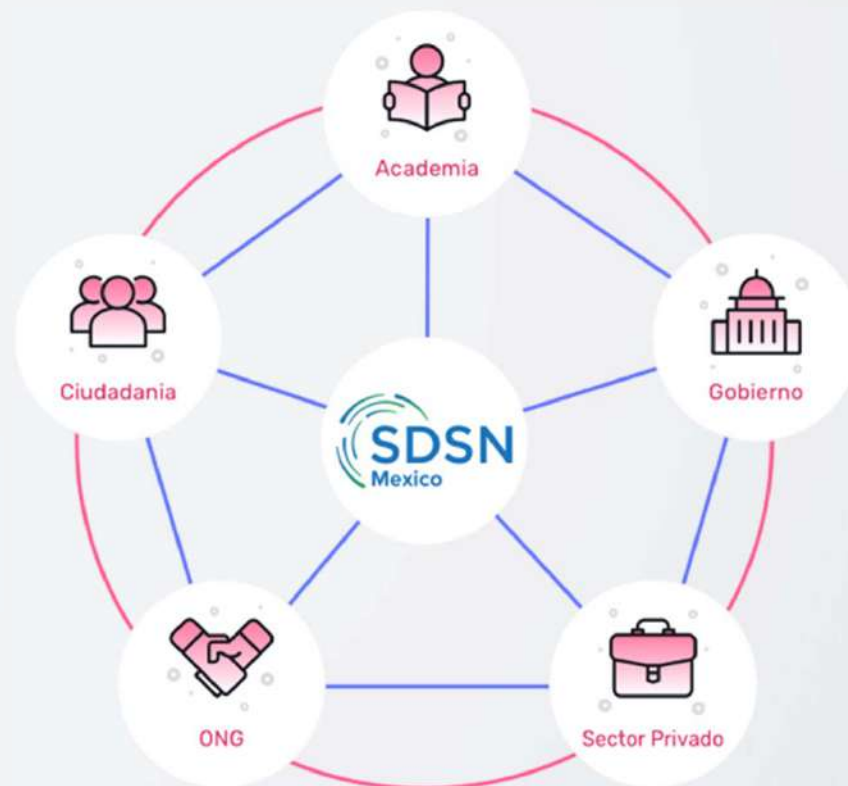 Academia
Ciudadania
Gobierno
SDSN
Mexico
ONG
Sector Privado